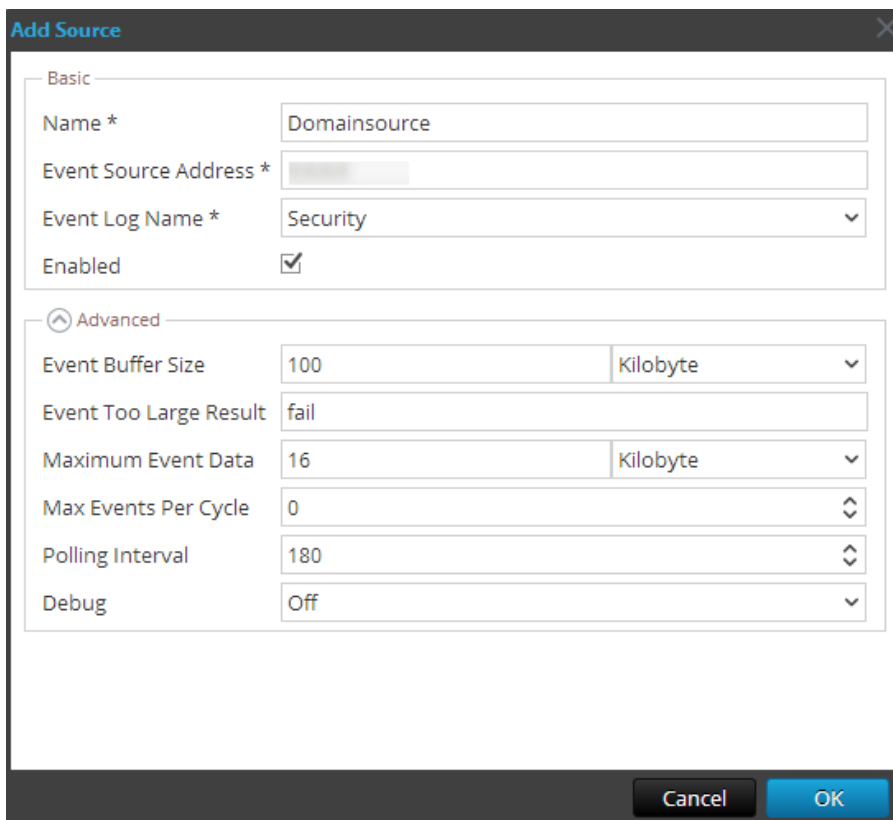 Add Source
Basic
Name * Domainsource
Event Source Address *
Event Log Name * Security
Enabled
Advanced
Event Buffer Size 100 Kilobyte
Event Too Large Result fail
Maximum Event Data 16 Kilobyte
Max Events Per Cycle 0
Polling Interval 180
Debug Off
Cancel OK